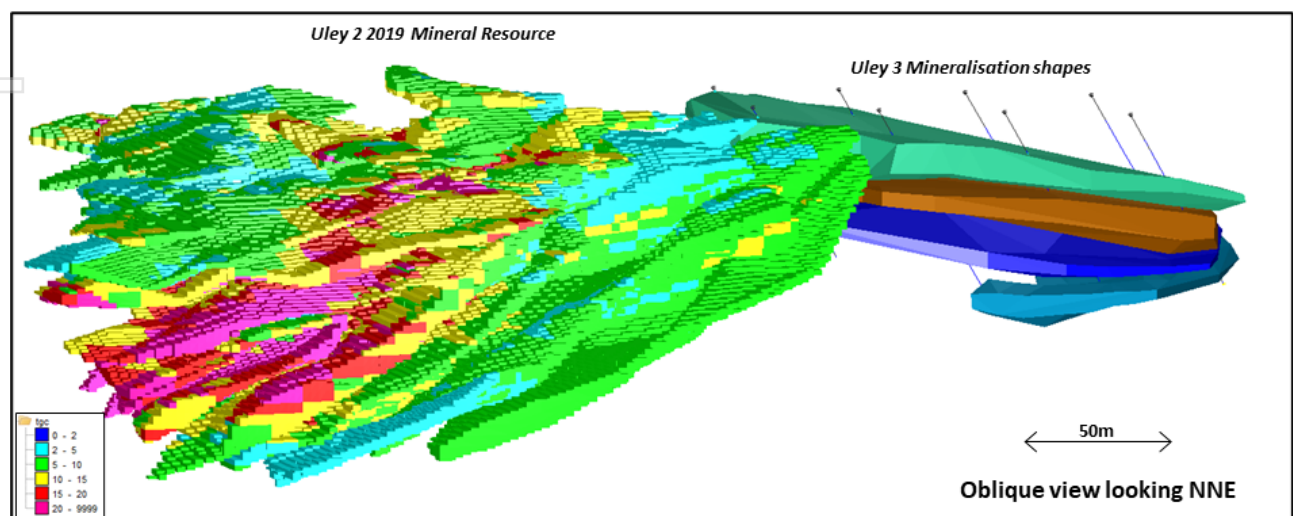 Uley 2 2019 Mineral Resource
Uley 3 Mineralisation shapes
tgc
0 - 2
2 - 5
5 - 10
10 - 15
15 - 20
20 - 9999
50m
Oblique view looking NNE